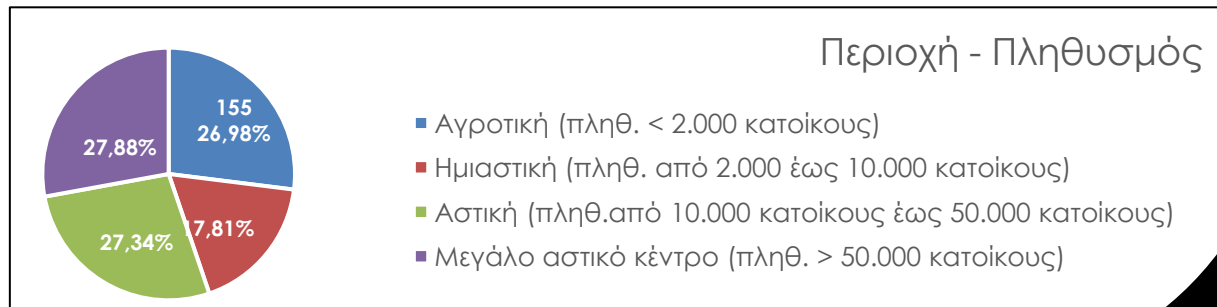 Περιοχή - Πληθυσμός
155
26,98%
27,88%
17,81%
27,34%
Αγροτική (πληθ. < 2.000 κατοίκους)
Ημιαστική (πληθ. από 2.000 έως 10.000 κατοίκους)
Αστική (πληθ.από 10.000 κατοίκους έως 50.000 κατοίκους)
Μεγάλο αστικό κέντρο (πληθ. > 50.000 κατοίκους)